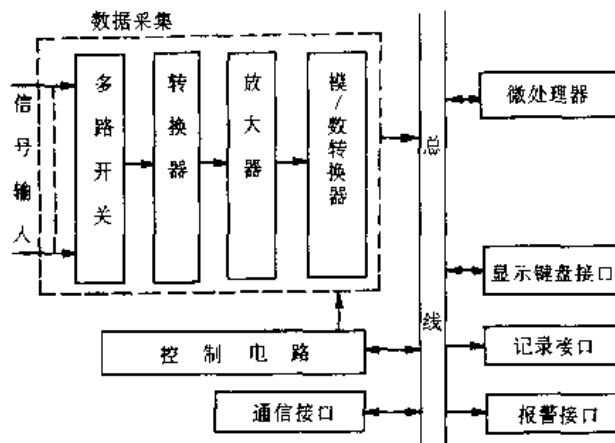 数据采集
信号输入
多路开关
转换器
放大器
模/数转换器
总线
微处理器
显示键盘接口
记录接口
报警接口
控制电路
通信接口